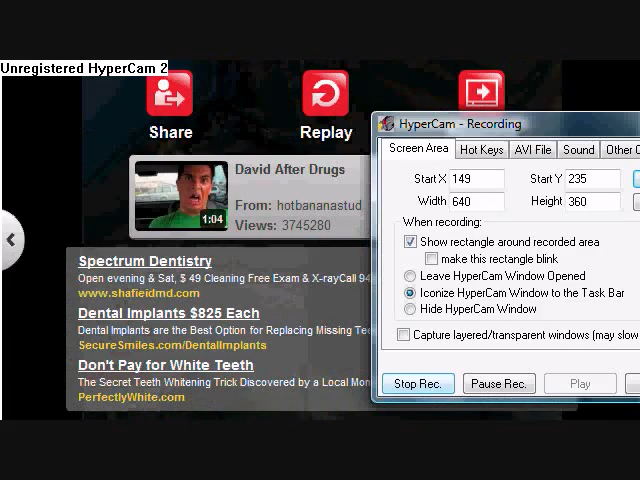 Unregistered HyperCam 2
Share
Replay
David After Drugs
From: hotbananastud
Views: 3745280
1:04
Spectrum Dentistry
Open evening & Sat, $ 49 Cleaning Free Exam & X-rayCall 94
www.shafieidmd.com
Dental Implants $825 Each
Dental Implants are the Best Option for Replacing Missing Tee
SecureSmiles.com/DentalImplants
Don't Pay for White Teeth
The Secret Teeth Whitening Trick Discovered by a Local Mom
PerfectlyWhite.com
HyperCam - Recording
Screen Area
Hot Keys
AVI File
Sound
Other O
Start X 149
Start Y 235
Width 640
Height 360
When recording:
Show rectangle around recorded area
make this rectangle blink
Leave HyperCam Window Opened
Iconize HyperCam Window to the Task Bar
Hide HyperCam Window
Capture layered/transparent windows (may slow
Stop Rec.
Pause Rec.
Play